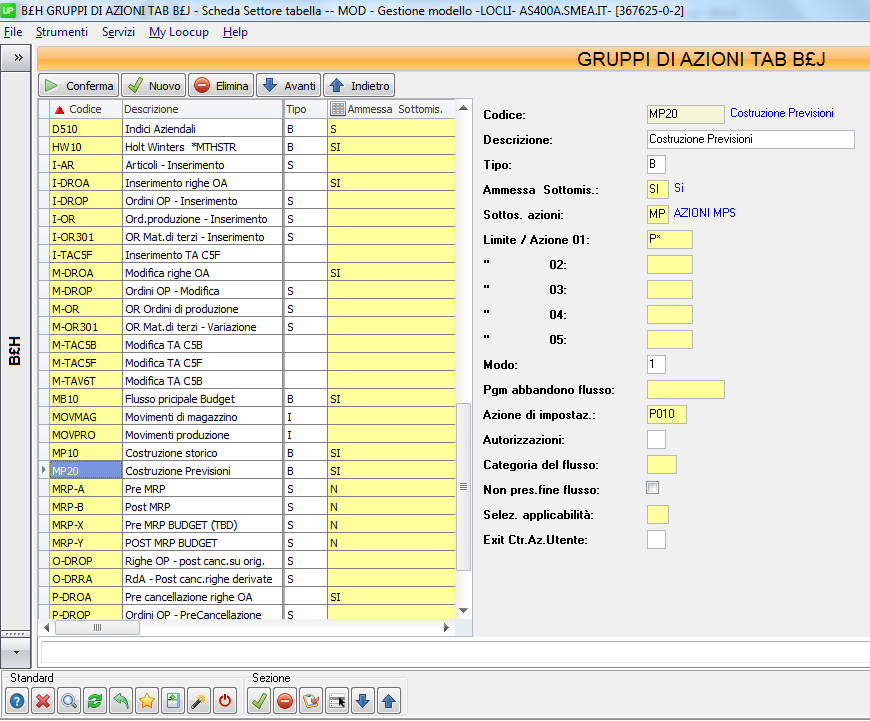 UP B£H GRUPPI DI AZIONI TAB B£J - Scheda Settore tabella -- MOD - Gestione modello -LOCLI- AS400A.SMEA.IT- [367625-0-2]
File Strumenti Servizi My Loocup Help
»
GRUPPI DI AZIONI TAB B£J
Conferma Nuovo Elimina Avanti Indietro
Codice Descrizione Tipo Ammessa Sottomis.
D510 Indici Aziendali B S
HW10 Holt Winters *MTHSTR B SI
I-AR Articoli - Inserimento S
I-DROA Inserimento righe OA SI
I-DROP Ordini OP - Inserimento S
I-OR Ord.produzione - Inserimento S
I-OR301 OR Mat.di terzi - Inserimento S
I-TAC5F Inserimento TA C5F
M-DROA Modifica righe OA SI
M-DROP Ordini OP - Modifica S
M-OR OR Ordini di produzione S
M-OR301 OR Mat.di terzi - Variazione S
M-TAC5B Modifica TA C5B
M-TAC5F Modifica TA C5F
M-TAV6T Modifica TA C5B
MB10 Flusso pricipale Budget B SI
MOVMAG Movimenti di magazzino I
MOVPRO Movimenti produzione I
MP10 Costruzione storico B SI
MP20 Costruzione Previsioni B SI
MRP-A Pre MRP S N
MRP-B Post MRP S N
MRP-X Pre MRP BUDGET (TBD) S N
MRP-Y POST MRP BUDGET S N
O-DROP Righe OP - post canc.su orig. S
O-DRRA RdA - Post canc.righe derivate S
P-DROA Pre cancellazione righe OA SI
P-DROP Ordini OP - PreCancellazione S
B£H
Codice: MP20 Costruzione Previsioni
Descrizione: Costruzione Previsioni
Tipo: B
Ammessa Sottomis.: SI Si
Sottos. azioni: MP AZIONI MPS
Limite / Azione 01: P*
" 02:
" 03:
" 04:
" 05:
Modo: 1
Pgm abbandono flusso:
Azione di impostaz.: P010
Autorizzazioni:
Categoria del flusso:
Non pres.fine flusso:
Selez. applicabilità:
Exit Ctr.Az.Utente:
Standard Sezione